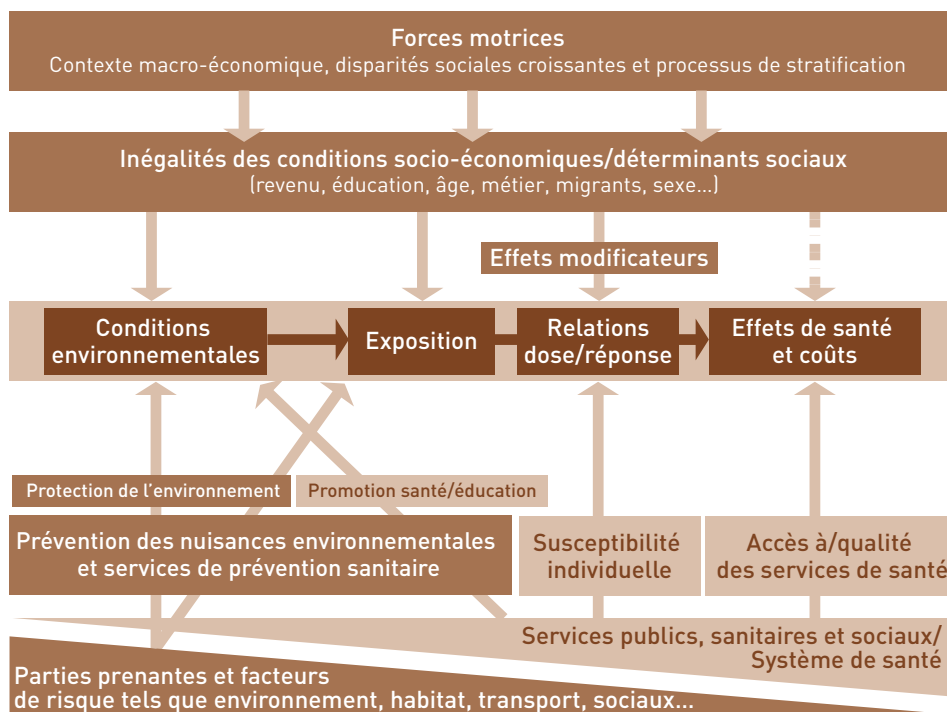 Forces motrices
Contexte macro-économique, disparités sociales croissantes et processus de stratification
Inégalités des conditions socio-économiques/déterminants sociaux
(revenu, éducation, âge, métier, migrants, sexe...)
Effets modificateurs
Conditions
environnementales
Exposition
Relations
dose/réponse
Effets de santé
et coûts
Protection de l'environnement
Promotion santé/éducation
Prévention des nuisances environnementales
et services de prévention sanitaire
Susceptibilité
individuelle
Accès à/qualité
des services de santé
Services publics, sanitaires et sociaux/
Système de santé
Parties prenantes et facteurs
de risque tels que environnement, habitat, transport, sociaux...